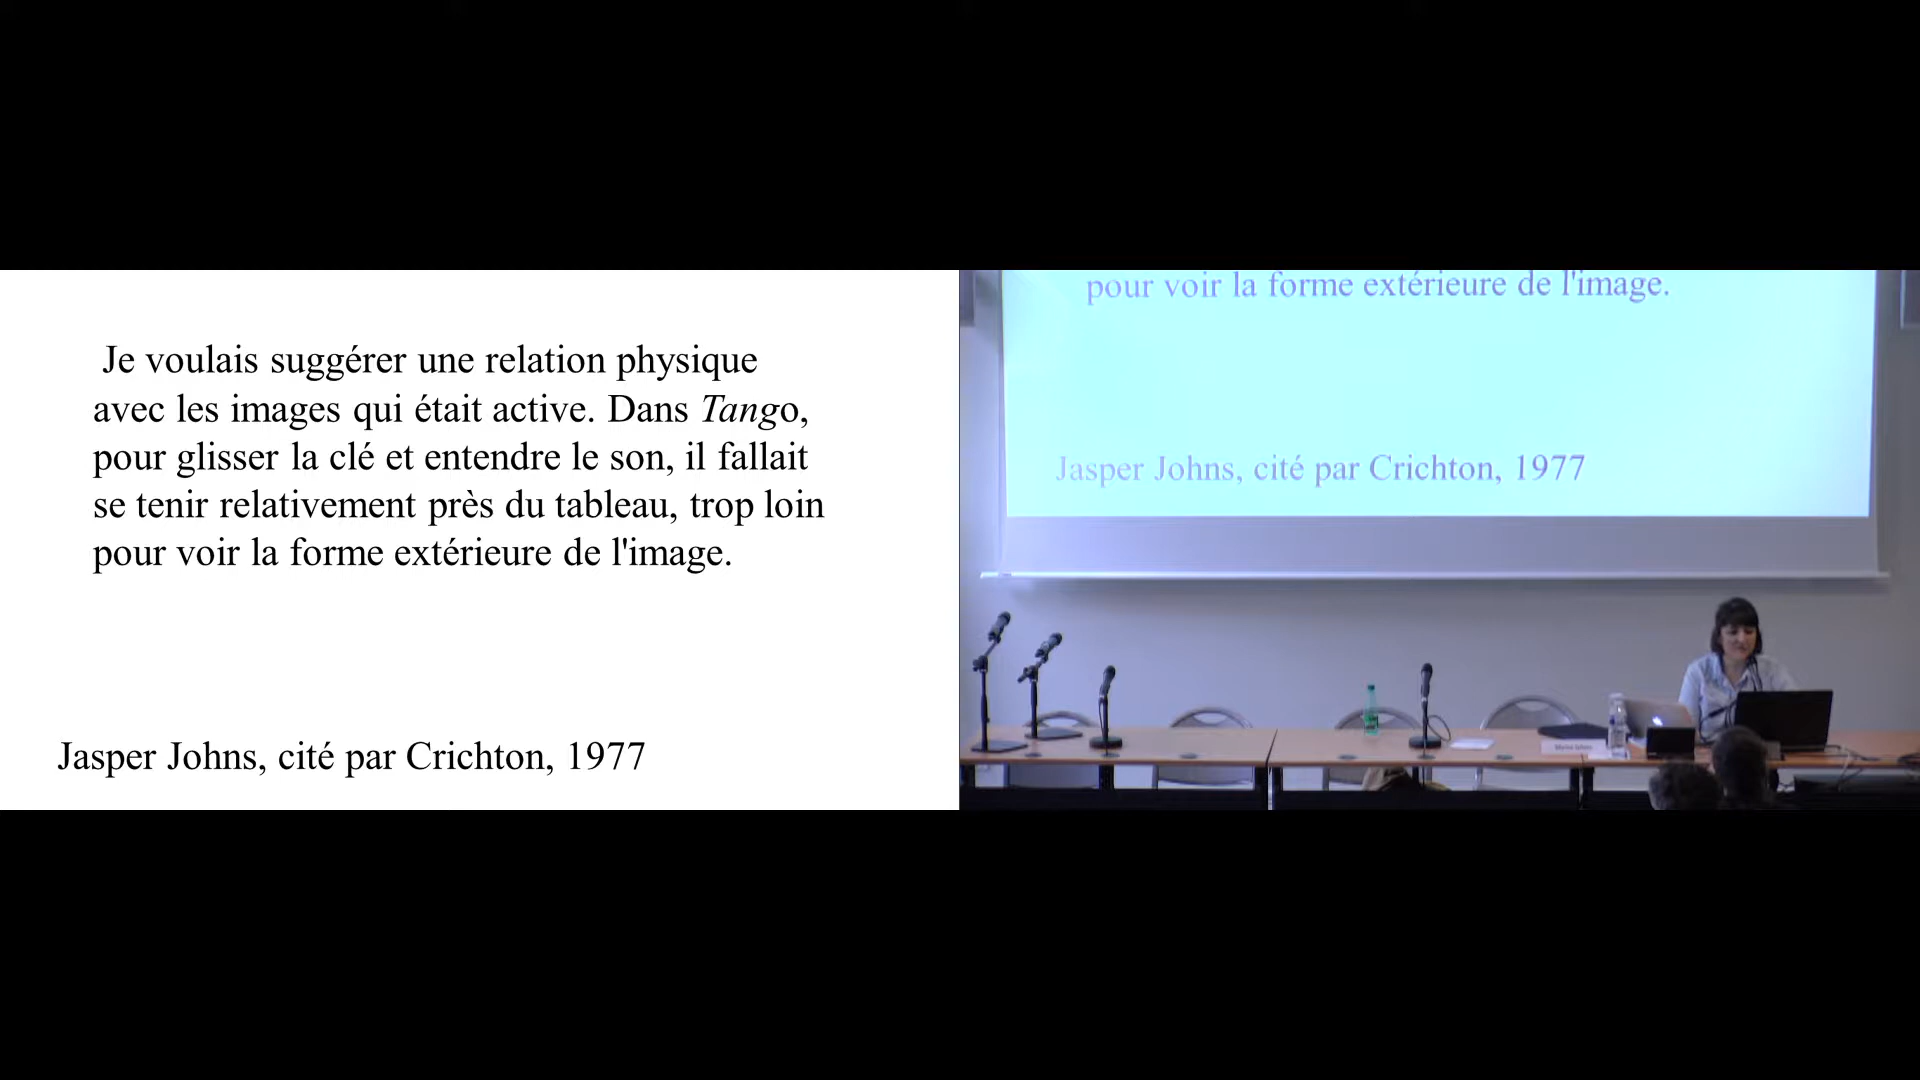 Je voulais suggérer une relation physique
avec les images qui était active. Dans Tango,
pour glisser la clé et entendre le son, il fallait
se tenir relativement près du tableau, trop loin
pour voir la forme extérieure de l'image.
Jasper Johns, cité par Crichton, 1977
pour voir la forme extérieure de l'image.
Jasper Johns, cité par Crichton, 1977